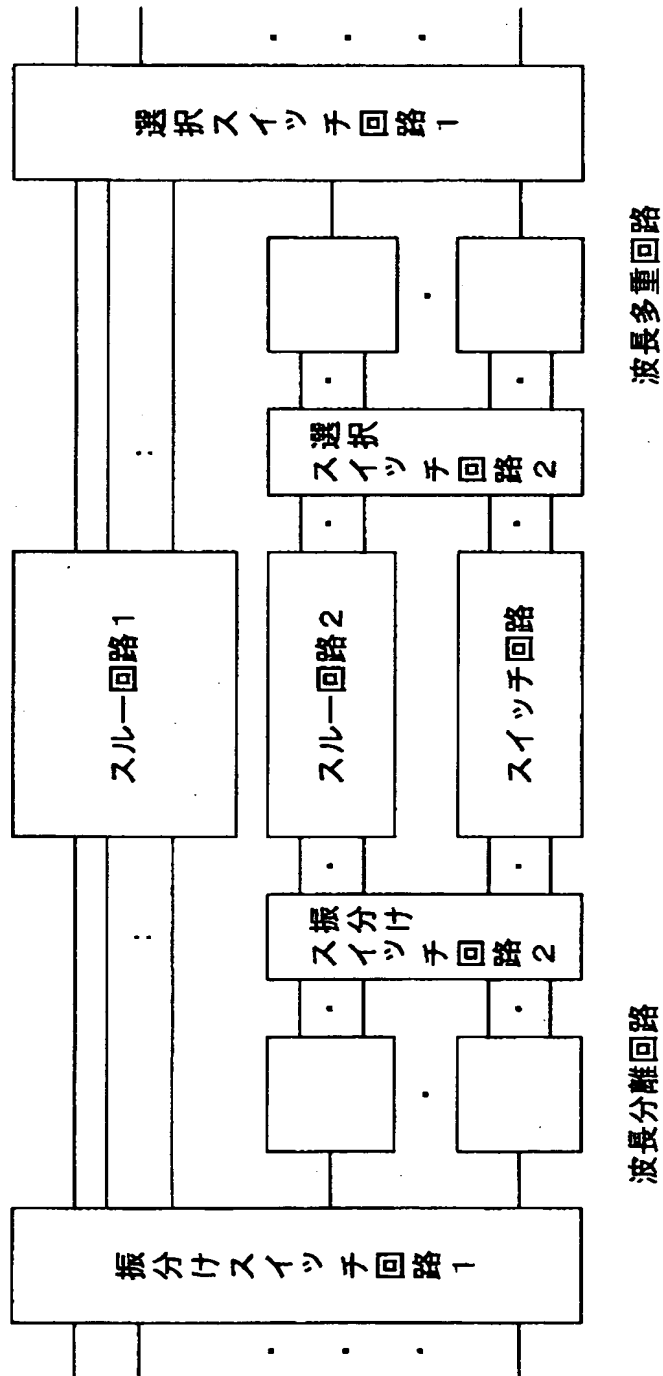 振分けスイッチ回路1
波長分離回路
振分け
スイッチ回路2
スルー回路1
スルー回路2
スイッチ回路
選択
スイッチ回路2
波長多重回路
選択スイッチ回路1